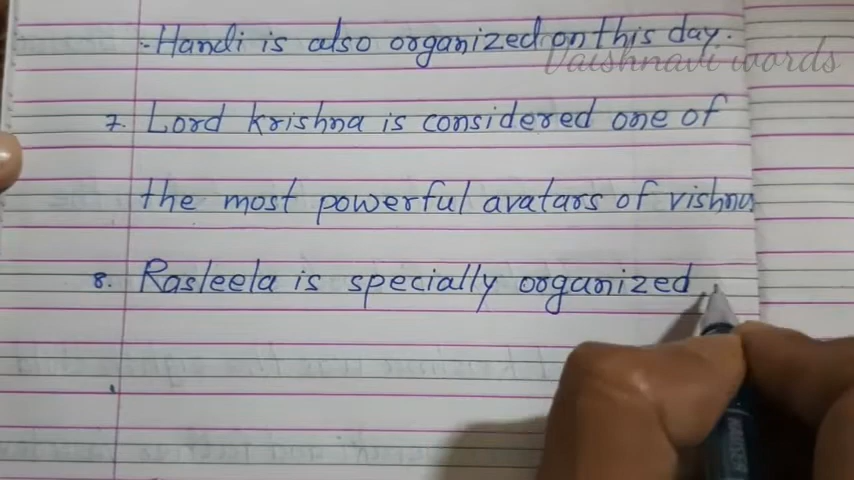 -Handi is also organized on this day.
Vaishnavi words
7. Lord krishna is considered one of
the most powerful avatars of vishnu
8. Rasleela is specially organized